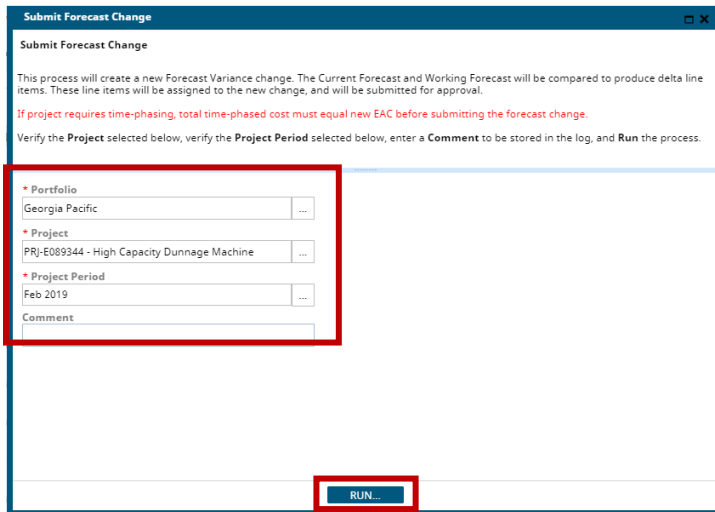 Submit Forecast Change
Submit Forecast Change
This process will create a new Forecast Variance change. The Current Forecast and Working Forecast will be compared to produce delta line
items. These line items will be assigned to the new change, and will be submitted for approval.
If project requires time-phasing, total time-phased cost must equal new EAC before submitting the forecast change.
Verify the Project selected below, verify the Project Period selected below, enter a Comment to be stored in the log, and Run the process.
* Portfolio
Georgia Pacific ...
* Project
PRJ-E089344 - High Capacity Dunnage Machine ...
* Project Period
Feb 2019 ...
Comment
RUN...